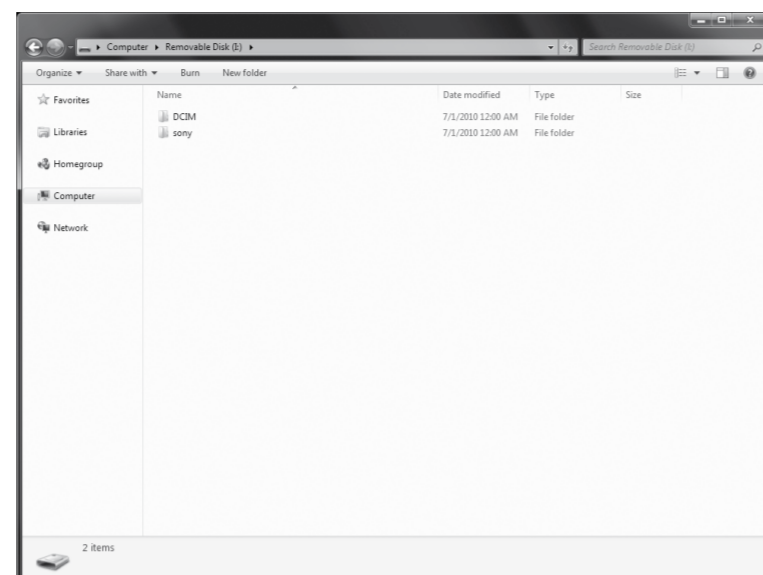 Computer ▸ Removable Disk (I:) ▸
Search Removable Disk (I:)
Organize ▾ Share with ▾ Burn New folder
Name Date modified Type Size
Favorites
Libraries
Homegroup
Computer
Network
DCIM 7/1/2010 12:00 AM File folder
sony 7/1/2010 12:00 AM File folder
2 items